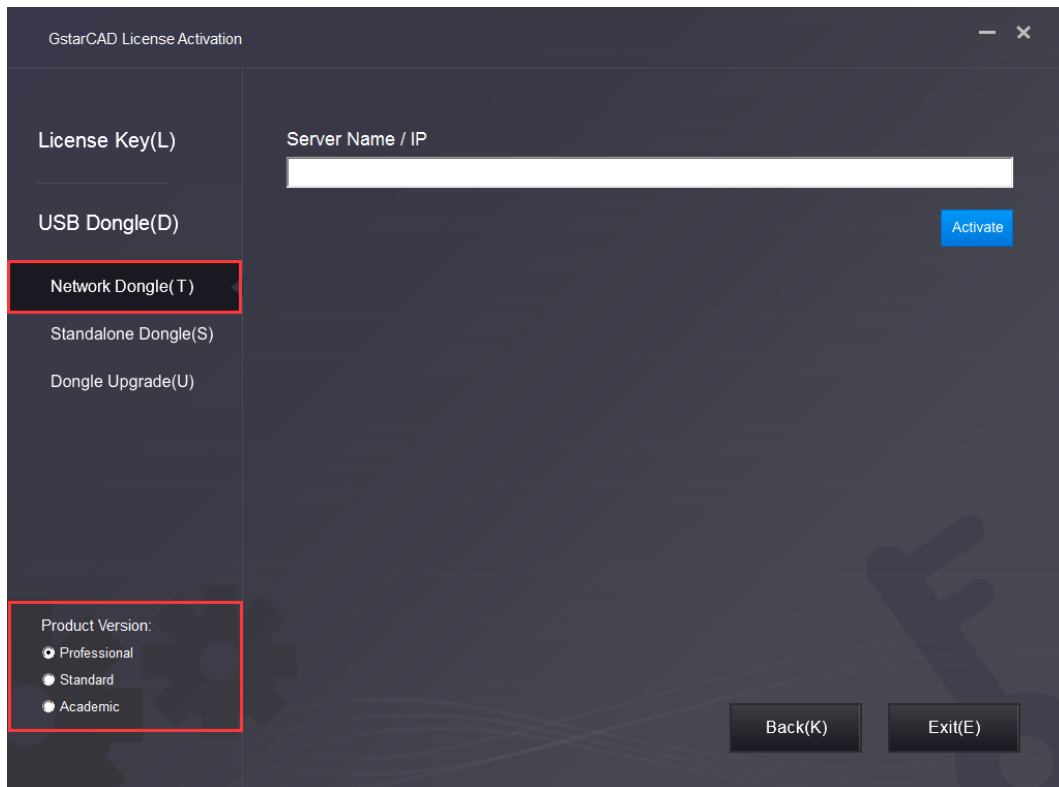 GstarCAD License Activation
License Key(L)
USB Dongle(D)
Network Dongle(T)
Standalone Dongle(S)
Dongle Upgrade(U)
Server Name / IP
Activate
Product Version:
Professional
Standard
Academic
Back(K)
Exit(E)